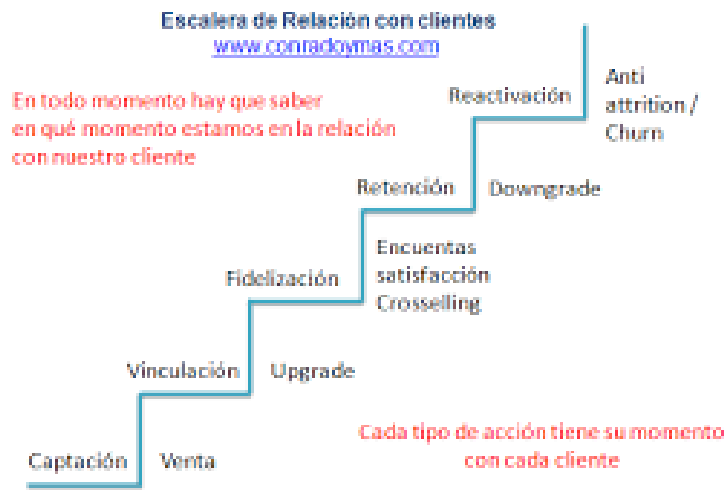 Escalera de Relación con clientes
www.conradoymas.com
En todo momento hay que saber
en qué momento estamos en la relación
con nuestro cliente
Reactivación
Anti
attrition /
Churn
Retención
Downgrade
Fidelización
Encuentas
satisfacción
Crosselling
Vinculación
Upgrade
Captación
Venta
Cada tipo de acción tiene su momento
con cada cliente